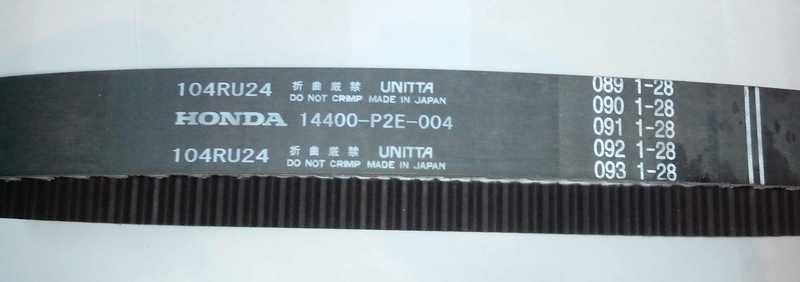 104RU24 折曲厳禁 UNITTA
DO NOT CRIMP MADE IN JAPAN
HONDA 14400-P2E-004
104RU24 折曲厳禁 UNITTA
DO NOT CRIMP MADE IN JAPAN
089 1-28
090 1-28
091 1-28
092 1-28
093 1-28